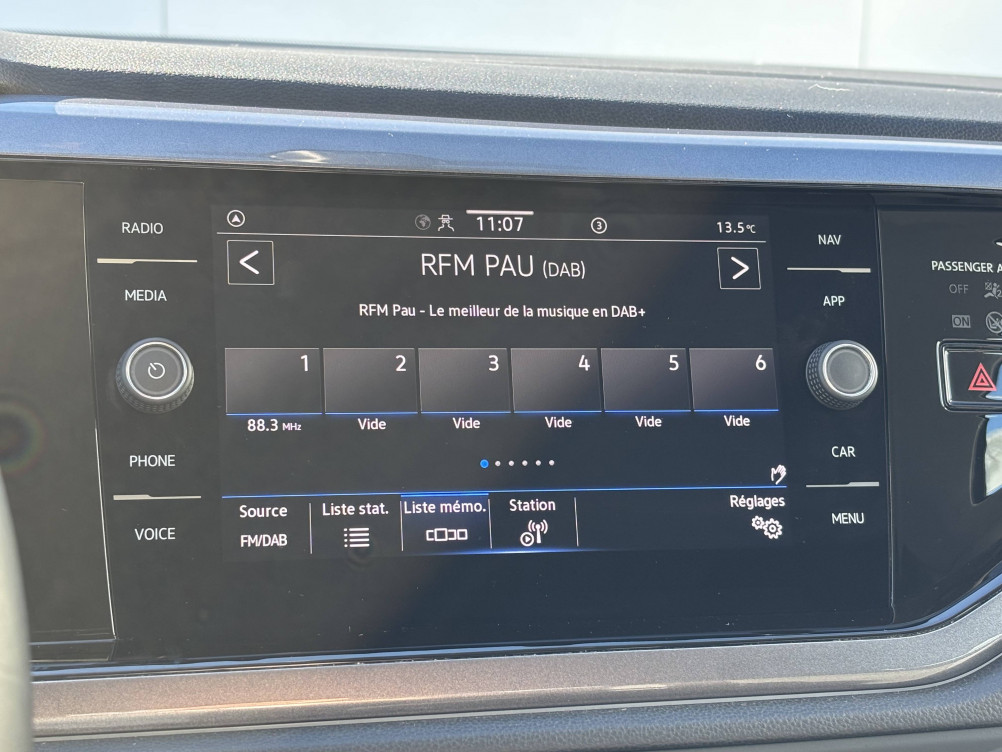 RADIO
MEDIA
PHONE
VOICE
11:07
3
13.5°C
RFM PAU (DAB)
RFM Pau - Le meilleur de la musique en DAB+
1 2 3 4 5 6
88.3 MHz Vide Vide Vide Vide Vide
Source
FM/DAB
Liste stat.
Liste mémo.
Station
Réglages
NAV
APP
CAR
MENU
PASSENGER A
OFF
ON